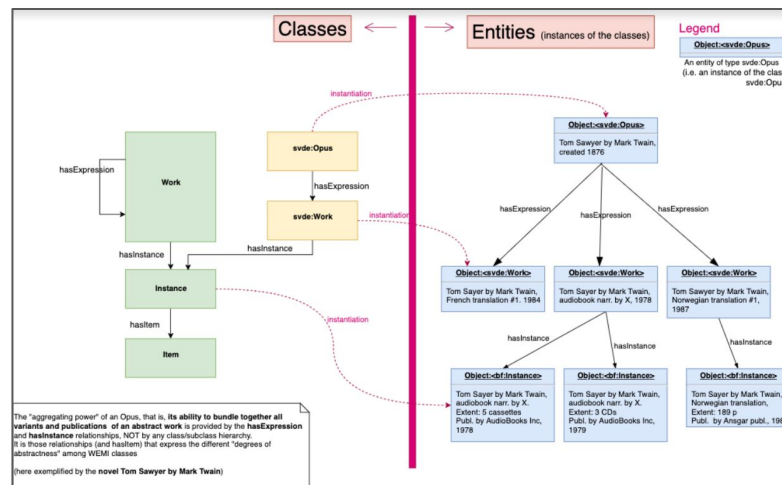 Classes
Entities (instances of the classes)
Legend
Object:<svde:Opus>
An entity of type svde:Opus
(i.e. an instance of the clas
svde:Opu
instantiation
Object:<svde:Opus>
Tom Sawyer by Mark Twain,
created 1876
svde:Opus
hasExpression
Work
hasExpression
svde:Work
instantiation
hasExpression
hasExpression
hasExpression
hasInstance
hasInstance
Instance
instantiation
hasItem
Item
Object:<svde:Work>
Tom Sayer by Mark Twain,
French translation #1. 1984
Object:<svde:Work>
Tom Sayer by Mark Twain,
audiobook narr. by X, 1978
Object:<svde:Work>
Tom Sawyer by Mark Twain,
Norwegian translation #1,
1987
hasInstance
hasInstance
Object:<bf:Instance>
Tom Sayer by Mark Twain,
audiobook narr. by X.
Extent: 5 cassettes
Publ. by AudioBooks Inc,
1978
Object:<bf:Instance>
Tom Sayer by Mark Twain,
audiobook narr. by X.
Extent: 3 CDs
Publ. by AudioBooks Inc,
1979
Object:<bf:Instance>
Tom Sayer by Mark Twain,
Norwegian translation,
Extent: 189 p
Publ. by Ansgar publ.,
The "aggregating power" of an Opus, that is, its ability to bundle together all
variants and publications of an abstract work is provided by the hasExpression
and hasInstance relationships, NOT by any class/subclass hierarchy.
It is those relationships (and hasItem) that express the different "degrees of
abstractness" among WEMI classes
(here exemplified by the novel Tom Sawyer by Mark Twain)